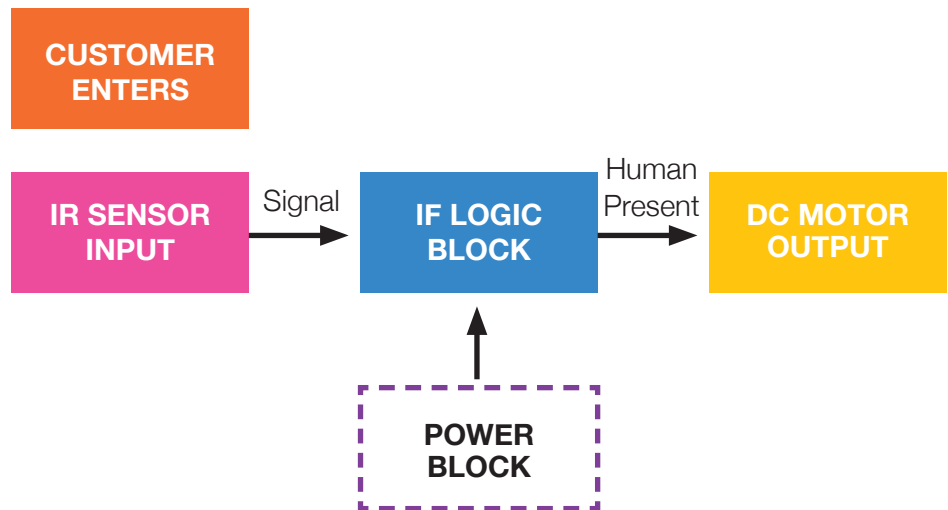 CUSTOMER
ENTERS
IR SENSOR
INPUT
Signal
IF LOGIC
BLOCK
Human
Present
DC MOTOR
OUTPUT
POWER
BLOCK